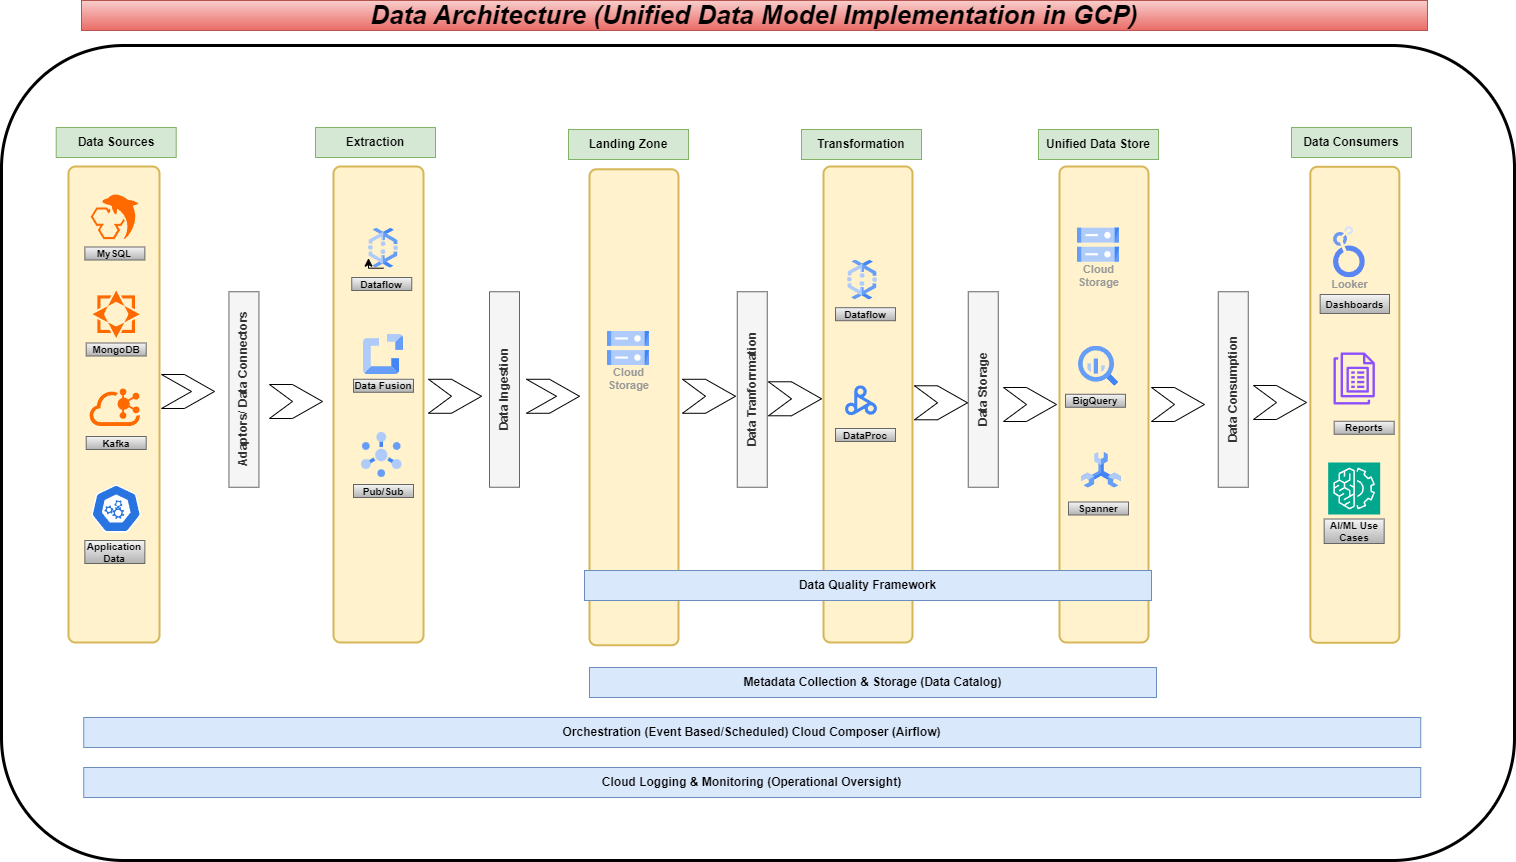 Data Architecture (Unified Data Model Implementation in GCP)
Data Sources
Extraction
Landing Zone
Transformation
Unified Data Store
Data Consumers
MySQL
MongoDB
Kafka
Application
Data
Adaptors/ Data Connectors
Dataflow
Data Fusion
Pub/Sub
Data Ingestion
Cloud
Storage
Data Tranforrmation
Dataflow
DataProc
Data Storage
Cloud
Storage
BigQuery
Spanner
Data Consumption
Looker
Dashboards
Reports
AI/ML Use
Cases
Data Quality Framework
Metadata Collection & Storage (Data Catalog)
Orchestration (Event Based/Scheduled) Cloud Composer (Airflow)
Cloud Logging & Monitoring (Operational Oversight)